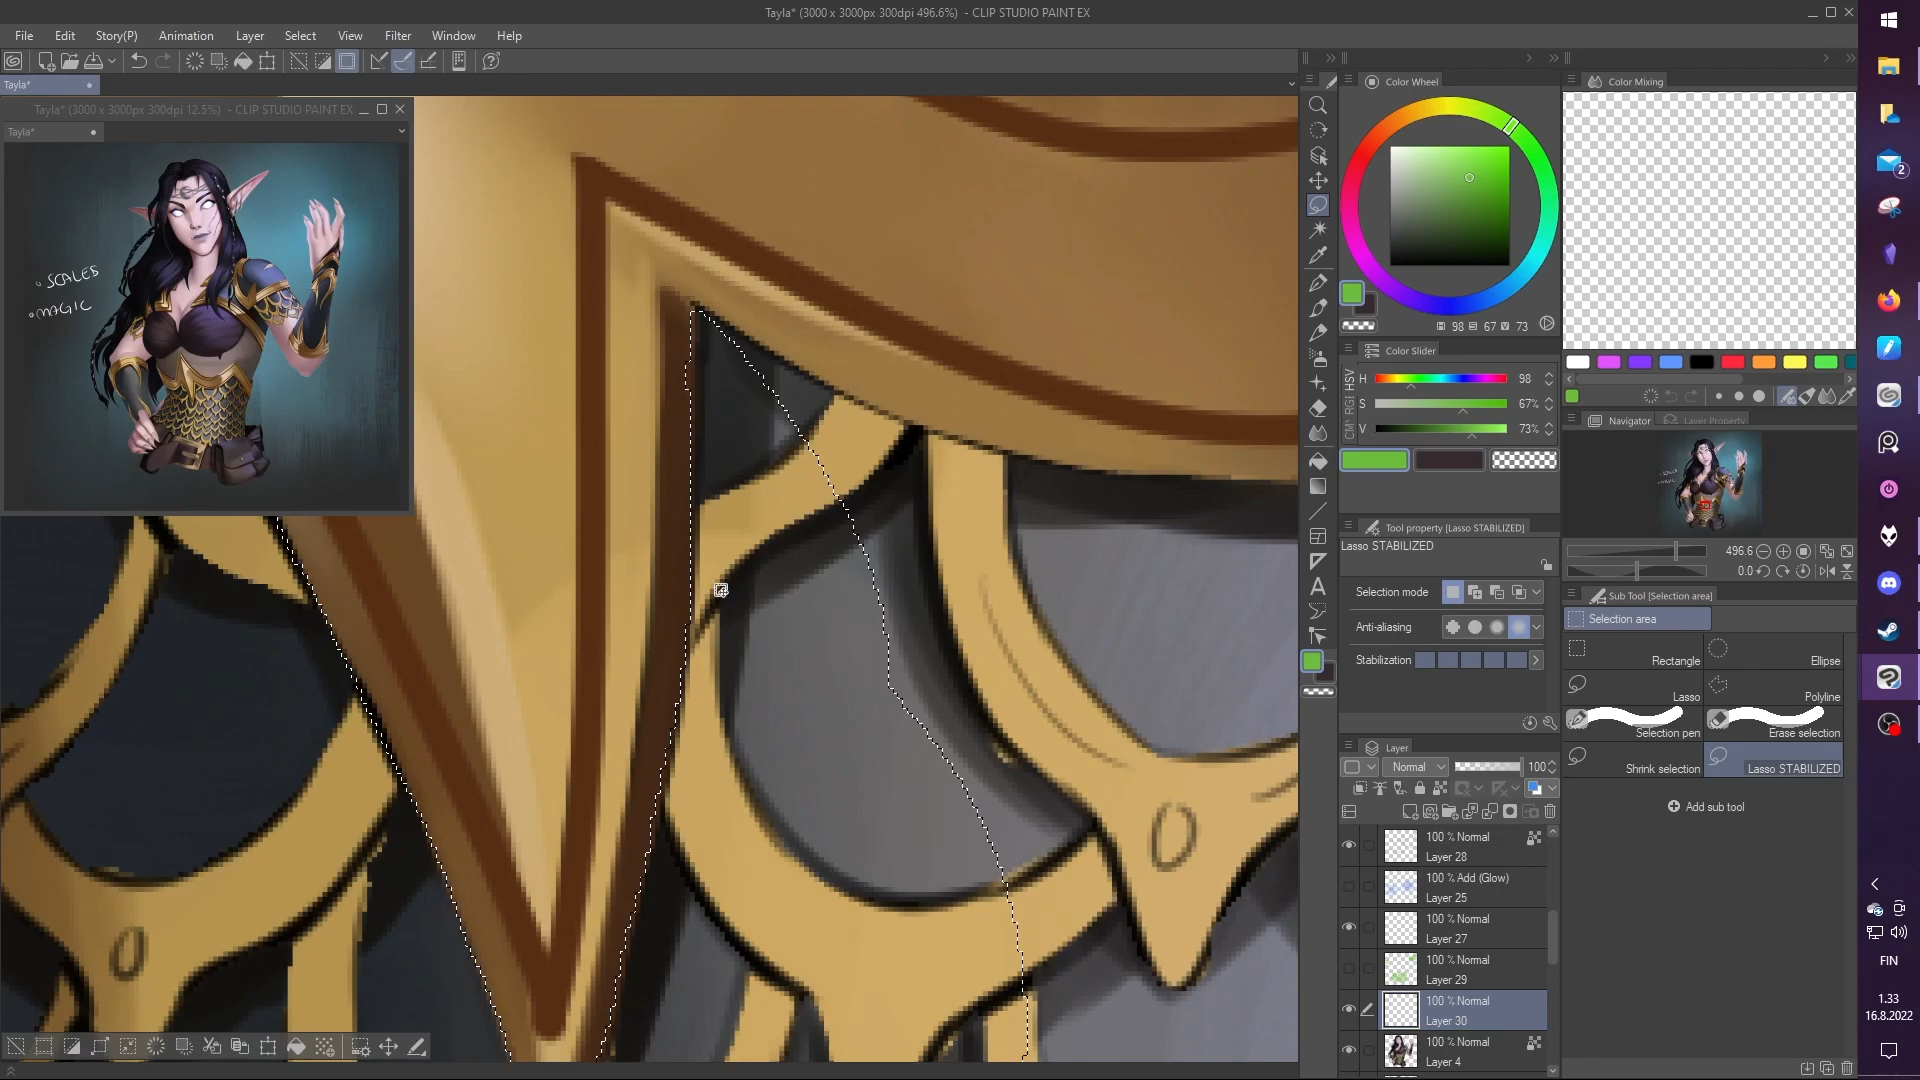 Tayla* (3000 x 3000px 300dpi 496.6%) - CLIP STUDIO PAINT EX
File Edit Story(P) Animation Layer Select View Filter Window Help
Tayla*
Tayla* (3000 x 3000px 300dpi 12.5%) - CLIP STUDIO PAINT EX
Tayla*
SCALES
MAGIC
Color Wheel
98 67 73
Color Slider
HSV
RGB
CMY
H 98
S 67%
V 73%
Tool property [Lasso STABILIZED]
Lasso STABILIZED
Selection mode
Anti-aliasing
Stabilization
Layer
Normal 100
100 % Normal
Layer 28
100 % Add (Glow)
Layer 25
100 % Normal
Layer 27
100 % Normal
Layer 29
100 % Normal
Layer 30
100 % Normal
Layer 4
Color Mixing
Navigator Layer Property
496.6
0.0
Sub Tool [Selection area]
Selection area
Rectangle Ellipse
Lasso Polyline
Selection pen Erase selection
Shrink selection Lasso STABILIZED
Add sub tool
2
FIN
1.33
16.8.2022